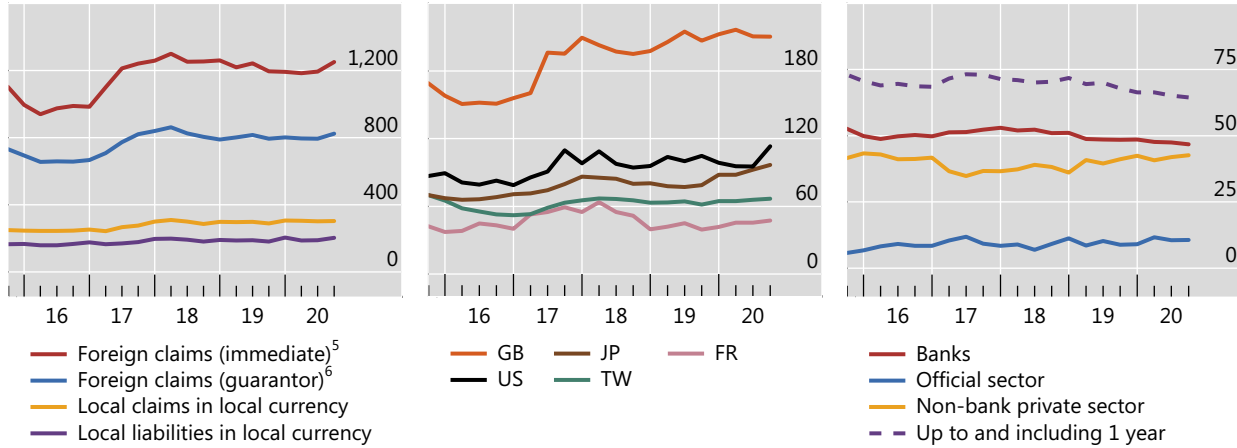 1,200
800
400
0
16 17 18 19 20
Foreign claims (immediate)⁵
Foreign claims (guarantor)⁶
Local claims in local currency
Local liabilities in local currency
180
120
60
0
16 17 18 19 20
GB JP FR
US TW
75
50
25
0
16 17 18 19 20
Banks
Official sector
Non-bank private sector
Up to and including 1 year